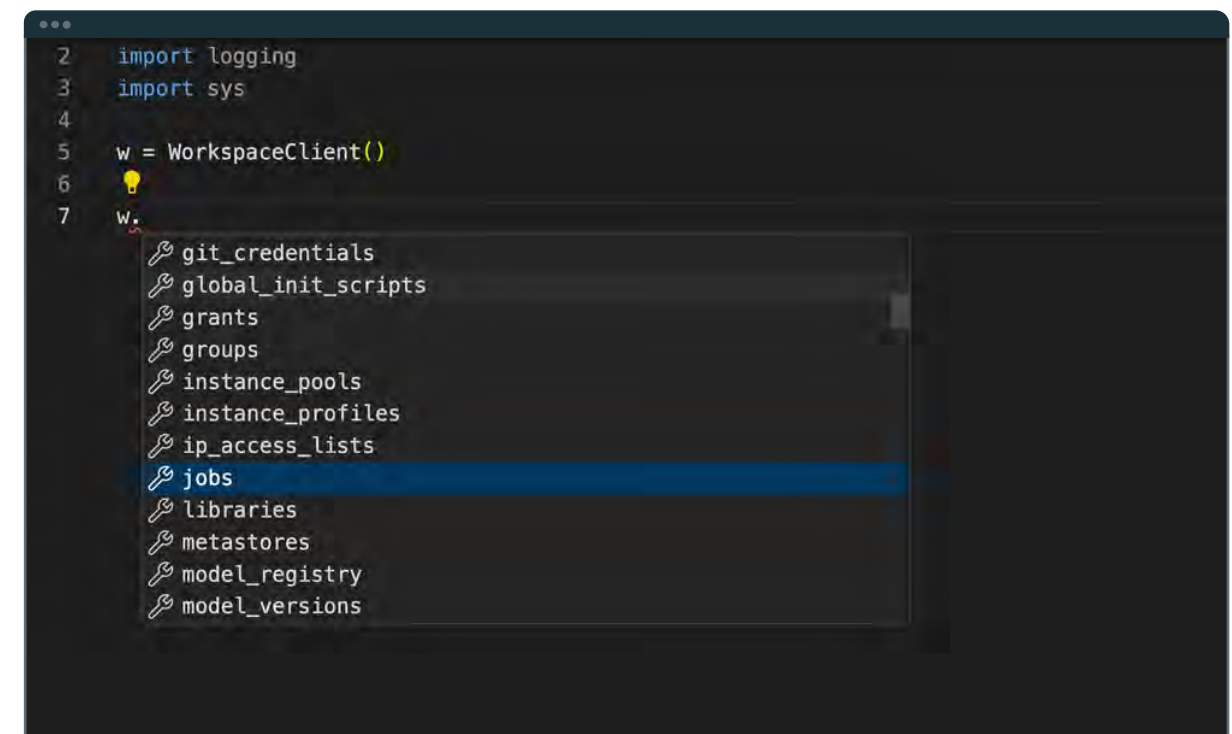 2 import logging
3 import sys
4
5 w = WorkspaceClient()
6
7 w.
git_credentials
global_init_scripts
grants
groups
instance_pools
instance_profiles
ip_access_lists
jobs
libraries
metastores
model_registry
model_versions